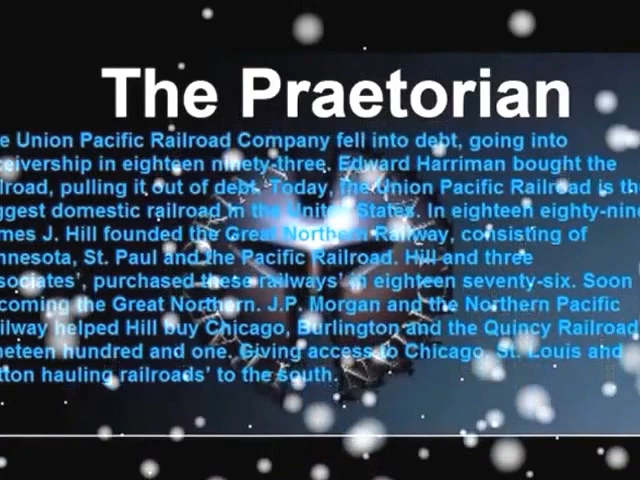 The Praetorian
e Union Pacific Railroad Company fell into debt, going into
ceivership in eighteen ninety-three. Edward Harriman bought the
ilroad, pulling it out of debt. Today, the Union Pacific Railroad is th
ggest domestic railroad in the United States. In eighteen eighty-nin
mes J. Hill founded the Great Northern Railway, consisting of
nnesota, St. Paul and the Pacific Railroad. Hill and three
sociates', purchased these railways' in eighteen seventy-six. Soon
coming the Great Northern. J.P. Morgan and the Northern Pacific
ilway helped Hill buy Chicago, Burlington and the Quincy Railroad
neteen hundred and one. Giving access to Chicago, St. Louis and
tton hauling railroads' to the south.